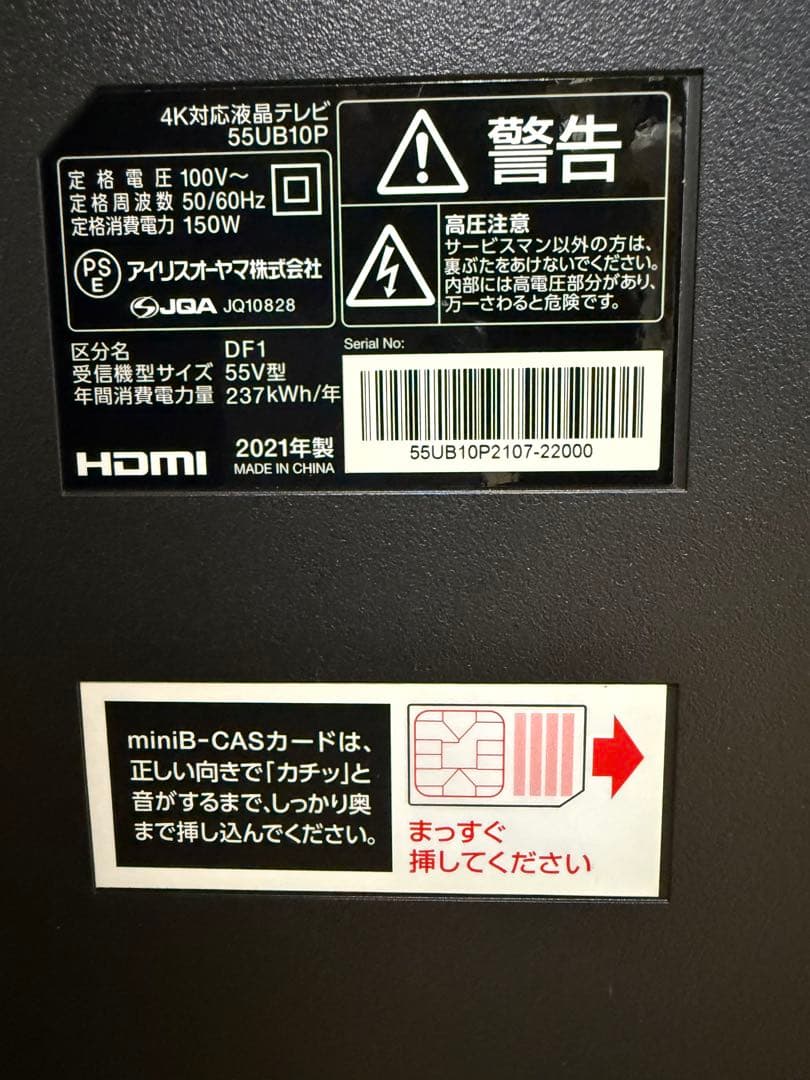 4K対応液晶テレビ
55UB10P
定格電圧 100V～
定格周波数 50/60Hz
定格消費電力 150W
PS
E
アイリスオーヤマ株式会社
JQA JQ10828
区分名 DF1
受信機型サイズ 55V型
年間消費電力量 237kWh/年
HDMI
2021年製
MADE IN CHINA
警告
高圧注意
サービスマン以外の方は、
裏ぶたをあけないでください。
内部には高電圧部分があり、
万一さわると危険です。
Serial No:
55UB10P2107-22000
miniB-CASカードは、
正しい向きで「カチッ」と
音がするまで、しっかり奥
まで挿し込んでください。
まっすぐ
挿してください